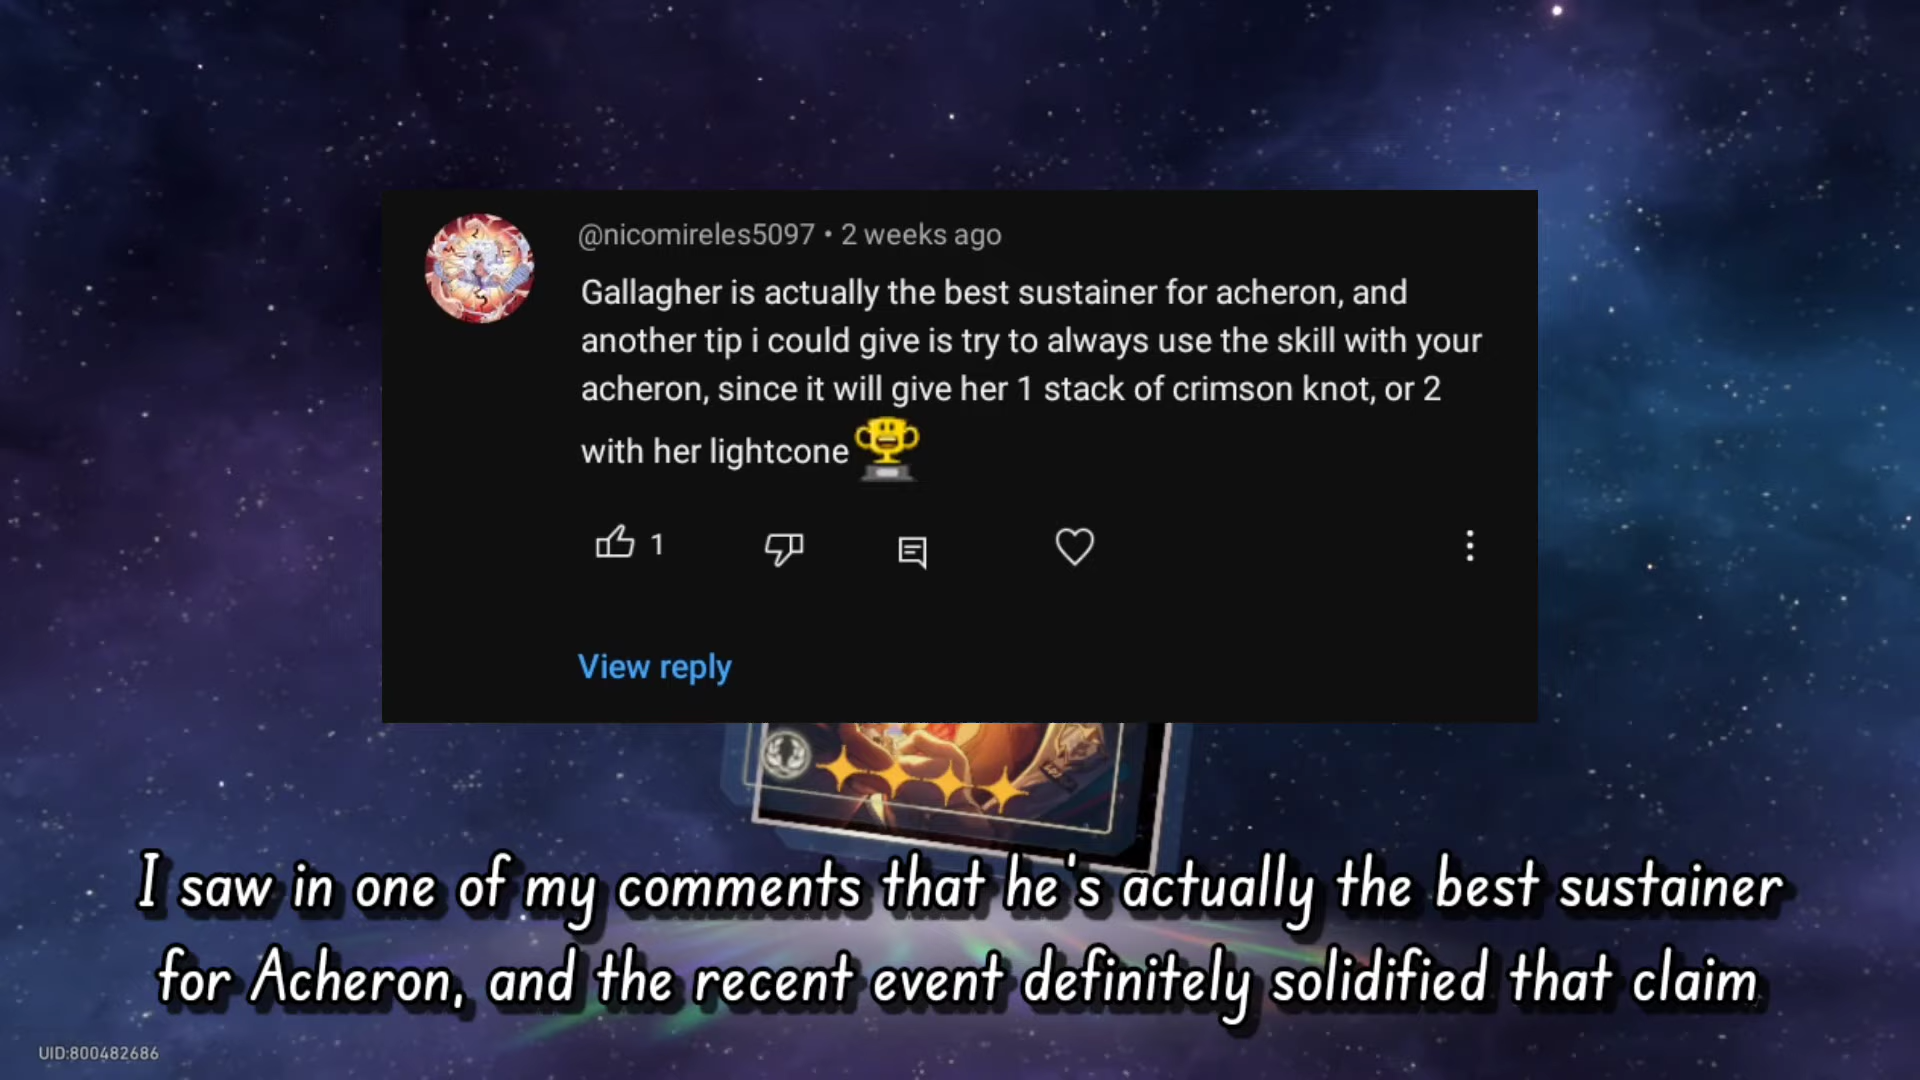 @nicomireles5097 • 2 weeks ago
Gallagher is actually the best sustainer for acheron, and
another tip i could give is try to always use the skill with your
acheron, since it will give her 1 stack of crimson knot, or 2
with her lightcone
1
View reply
I saw in one of my comments that he's actually the best sustainer
for Acheron, and the recent event definitely solidified that claim
UID:800482686